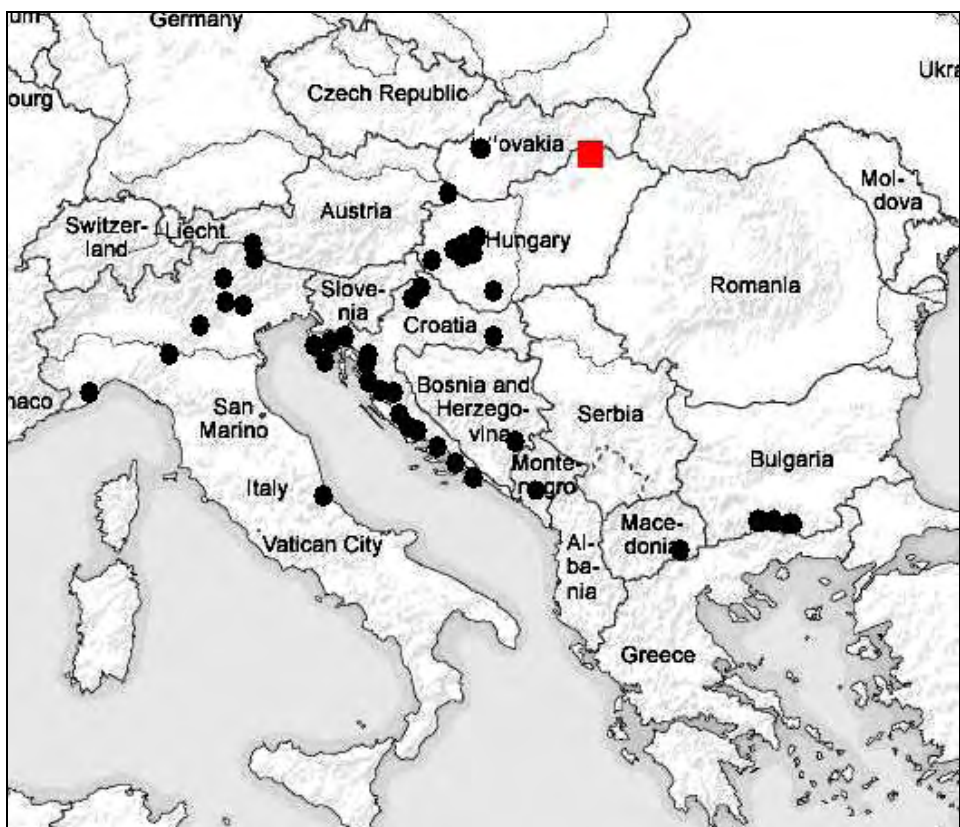 um
Germany
Ukra
Czech Republic
ourg
ovakia
Mol-
dova
Austria
Switzer-
land
Liecht.
Hungary
Slove-
nia
Romania
Croatia
Bosnia and
Herzego-
vina
naco
San
Marino
Serbia
Bulgaria
Monte-
negro
Italy
Mace-
donia
Vatican City
Al-
ba-
nia
Greece